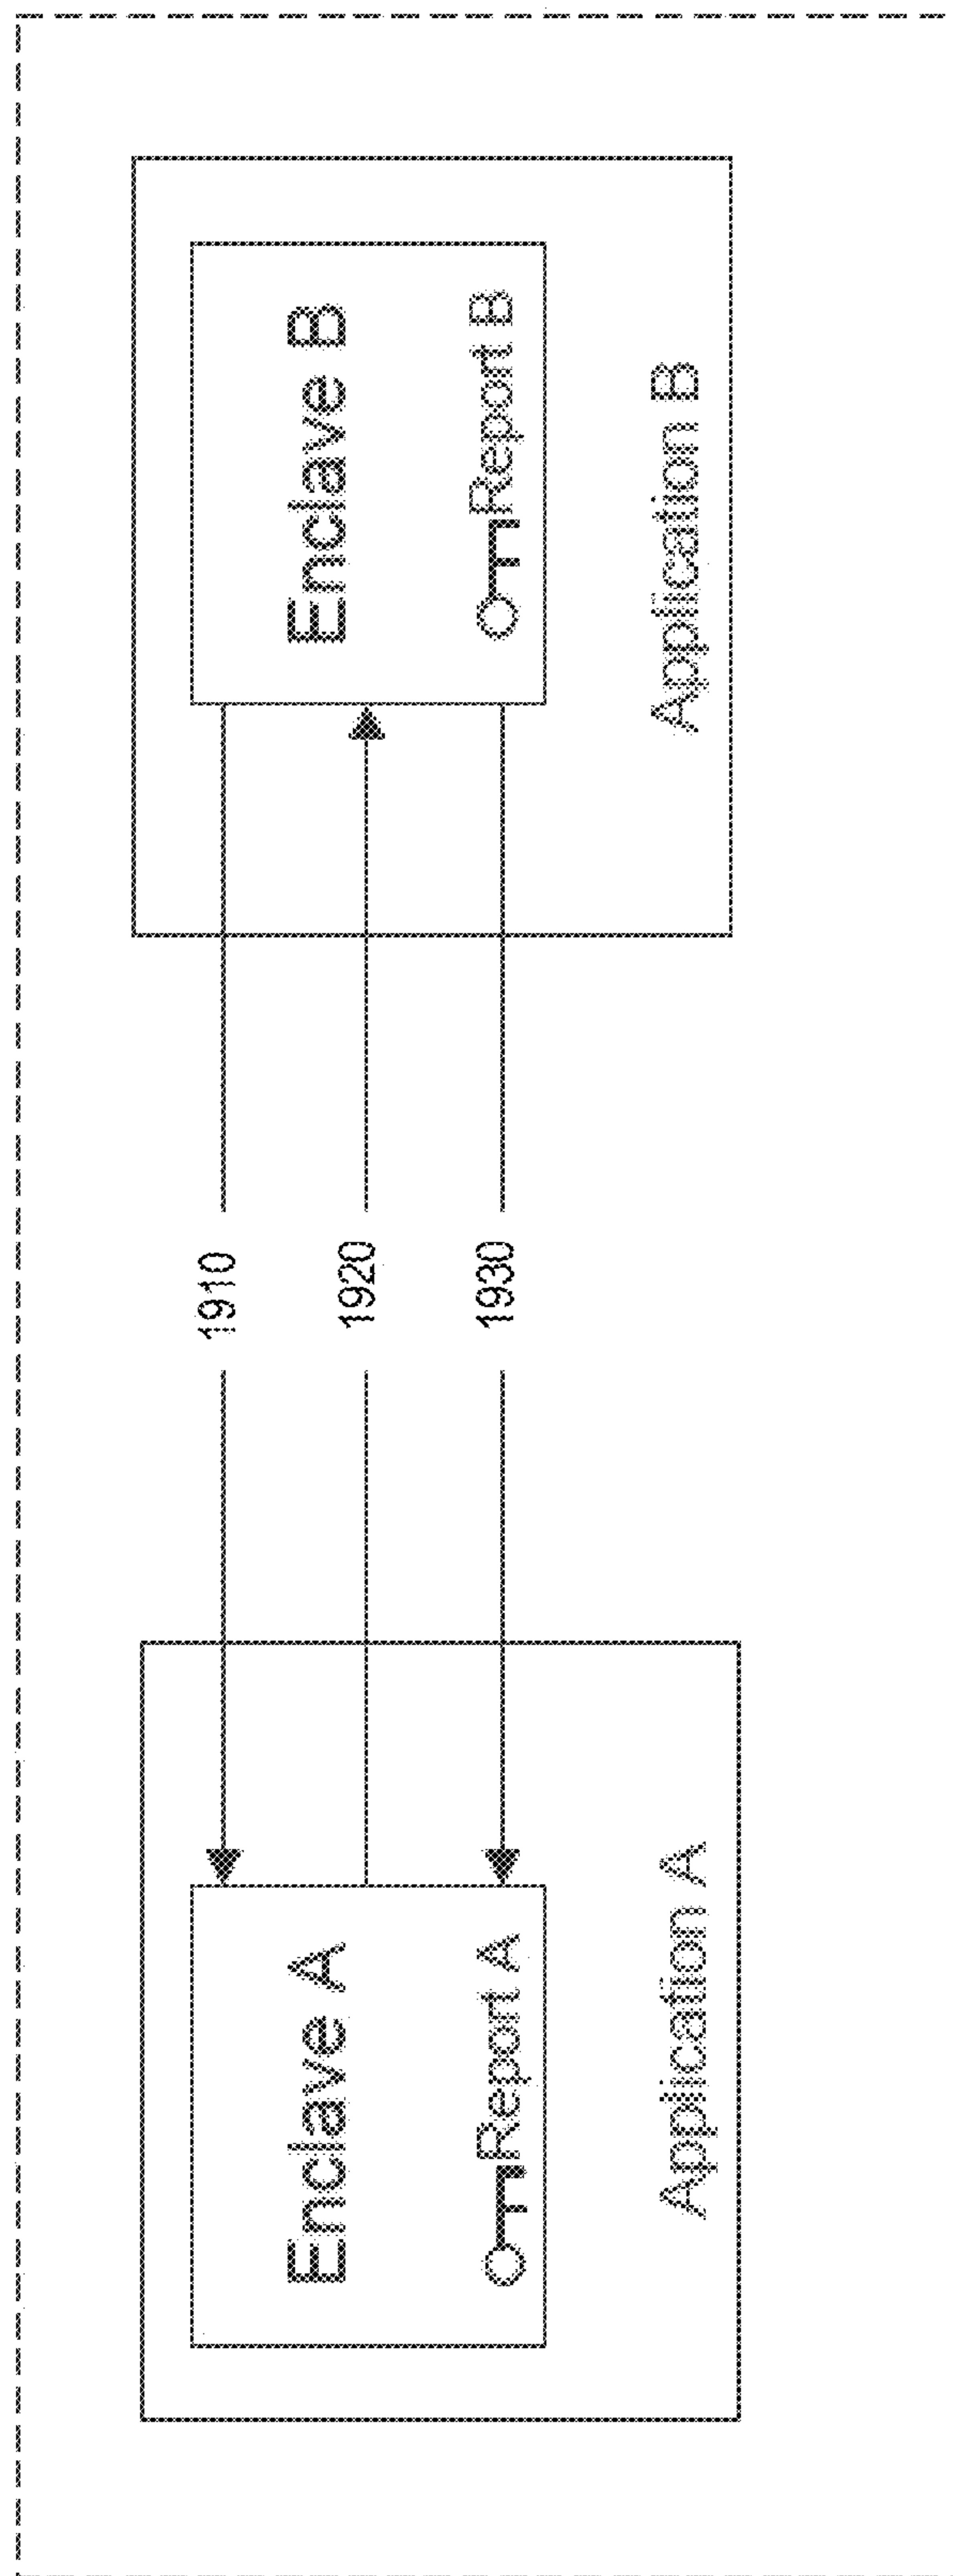 Enclave A
Report A
Application A
1910
1920
1930
Enclave B
Report B
Application B